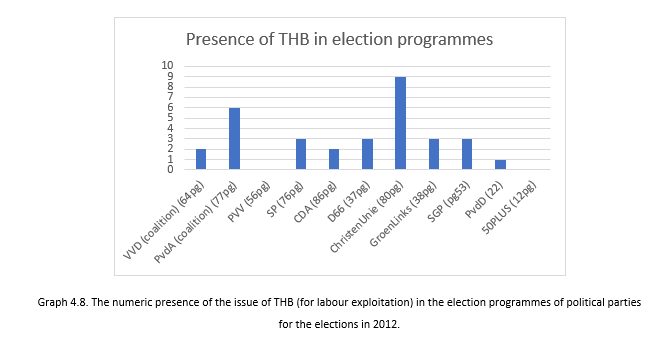 Presence of THB in election programmes
10
9
8
7
6
5
4
3
2
1
0
VVD (coalition) (64pg)
PvdA (coalition) (77pg)
PVV (56pg)
SP (76pg)
CDA (86pg)
D66 (37pg)
ChristenUnie (80pg)
GroenLinks (38pg)
SGP (pg53)
PvdD (22)
50PLUS (12pg)
Graph 4.8. The numeric presence of the issue of THB (for labour exploitation) in the election programmes of political parties
for the elections in 2012.